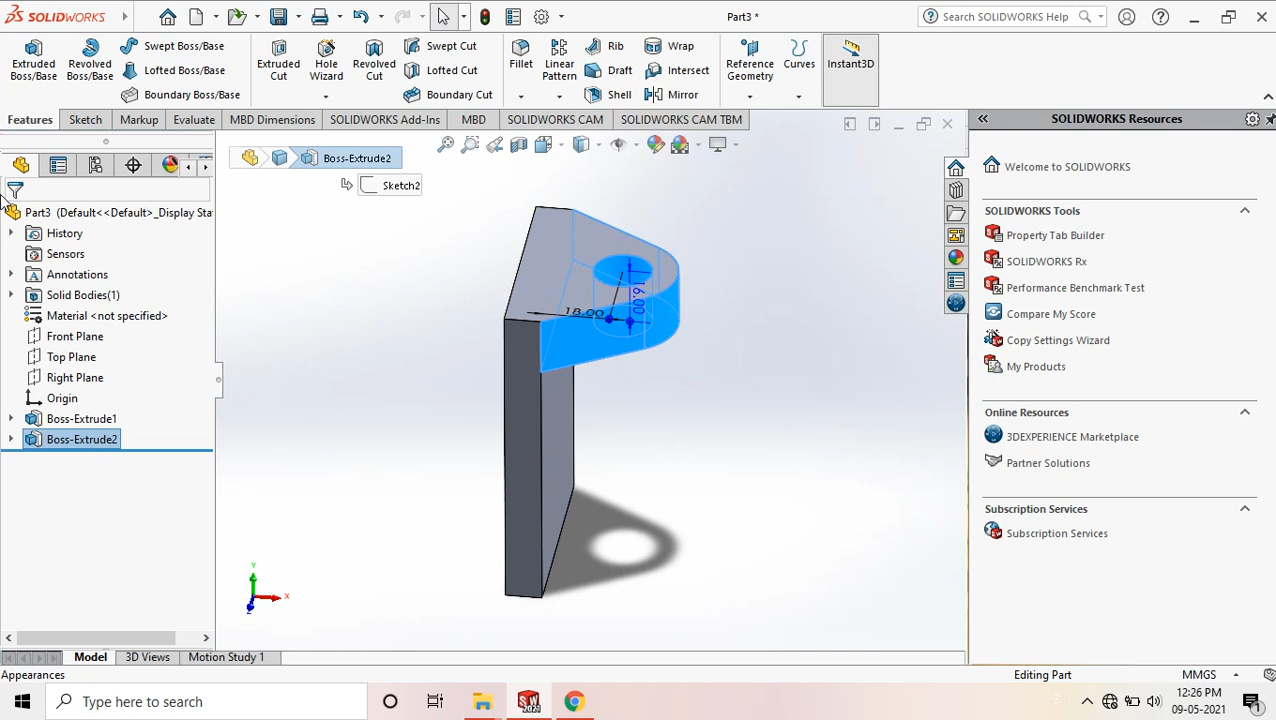 SOLIDWORKS
Part3 *
Search SOLIDWORKS Help
Extruded Boss/Base
Revolved Boss/Base
Swept Boss/Base
Lofted Boss/Base
Boundary Boss/Base
Extruded Cut
Hole Wizard
Revolved Cut
Swept Cut
Lofted Cut
Boundary Cut
Fillet
Linear Pattern
Rib
Draft
Shell
Wrap
Intersect
Mirror
Reference Geometry
Curves
Instant3D
Features
Sketch
Markup
Evaluate
MBD Dimensions
SOLIDWORKS Add-Ins
MBD
SOLIDWORKS CAM
SOLIDWORKS CAM TBM
Part3 (Default<<Default>_Display Sta
History
Sensors
Annotations
Solid Bodies(1)
Material <not specified>
Front Plane
Top Plane
Right Plane
Origin
Boss-Extrude1
Boss-Extrude2
Boss-Extrude2
Sketch2
18.00
16.00
Y
X
Z
SOLIDWORKS Resources
Welcome to SOLIDWORKS
SOLIDWORKS Tools
Property Tab Builder
SOLIDWORKS Rx
Performance Benchmark Test
Compare My Score
Copy Settings Wizard
My Products
Online Resources
3DEXPERIENCE Marketplace
Partner Solutions
Subscription Services
Subscription Services
Model
3D Views
Motion Study 1
Appearances
Editing Part
MMGS
Type here to search
SW
2021
12:26 PM
09-05-2021
1